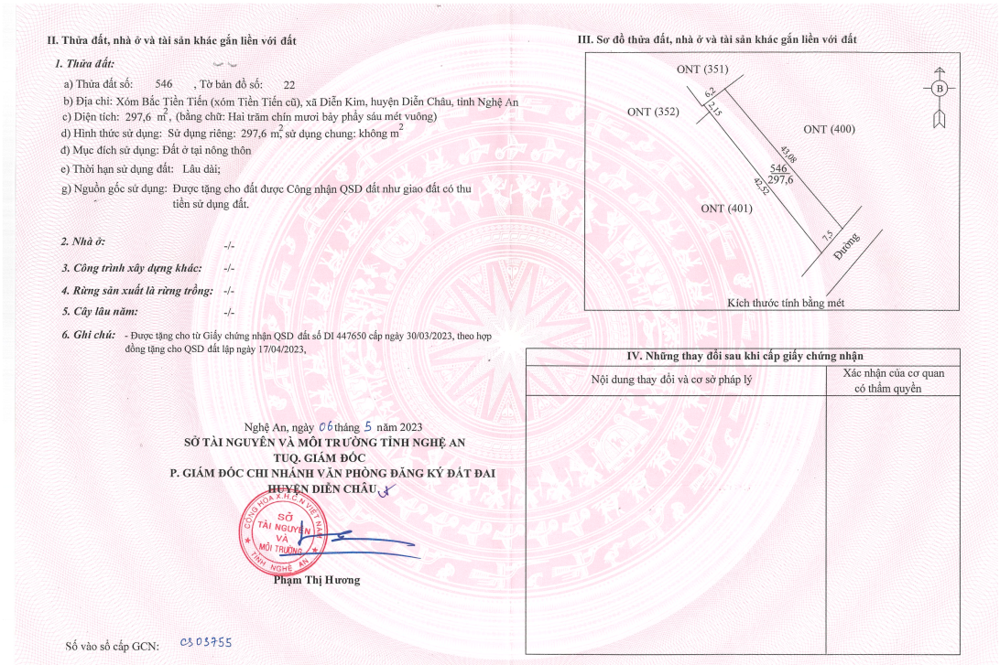 II. Thửa đất, nhà ở và tài sản khác gắn liền với đất
1. Thửa đất:
a) Thửa đất số: 546 , Tờ bản đồ số: 22
b) Địa chỉ: Xóm Bắc Tiền Tiến (xóm Tiền Tiến cũ), xã Diễn Kim, huyện Diễn Châu, tỉnh Nghệ An
c) Diện tích: 297,6 m², (bằng chữ: Hai trăm chín mươi bảy phẩy sáu mét vuông)
d) Hình thức sử dụng: Sử dụng riêng: 297,6 m² sử dụng chung: không m²
đ) Mục đích sử dụng: Đất ở tại nông thôn
e) Thời hạn sử dụng đất: Lâu dài;
g) Nguồn gốc sử dụng: Được tặng cho đất được Công nhận QSD đất như giao đất có thu
tiền sử dụng đất.
2. Nhà ở: -/-
3. Công trình xây dựng khác: -/-
4. Rừng sản xuất là rừng trồng: -/-
5. Cây lâu năm: -/-
6. Ghi chú: - Được tặng cho từ Giấy chứng nhận QSD đất số DI 447650 cấp ngày 30/03/2023, theo hợp
đồng tặng cho QSD đất lập ngày 17/04/2023,
Nghệ An, ngày 06 tháng 5 năm 2023
SỞ TÀI NGUYÊN VÀ MÔI TRƯỜNG TỈNH NGHỆ AN
TUQ. GIÁM ĐỐC
P. GIÁM ĐỐC CHI NHÁNH VĂN PHÒNG ĐĂNG KÝ ĐẤT ĐAI
HUYỆN DIỄN CHÂU
CỘNG HÒA X.H.C.N VIỆT NAM
SỞ
TÀI NGUYÊN
VÀ
MÔI TRƯỜNG
TỈNH NGHỆ AN
Phạm Thị Hương
Số vào sổ cấp GCN: CS03755
III. Sơ đồ thửa đất, nhà ở và tài sản khác gắn liền với đất
ONT (351)
B
6,2
2,15
ONT (352)
ONT (400)
43,08
546
297,6
42,52
ONT (401)
7,5
Đường
Kích thước tính bằng mét
IV. Những thay đổi sau khi cấp giấy chứng nhận
Nội dung thay đổi và cơ sở pháp lý
Xác nhận của cơ quan
có thẩm quyền